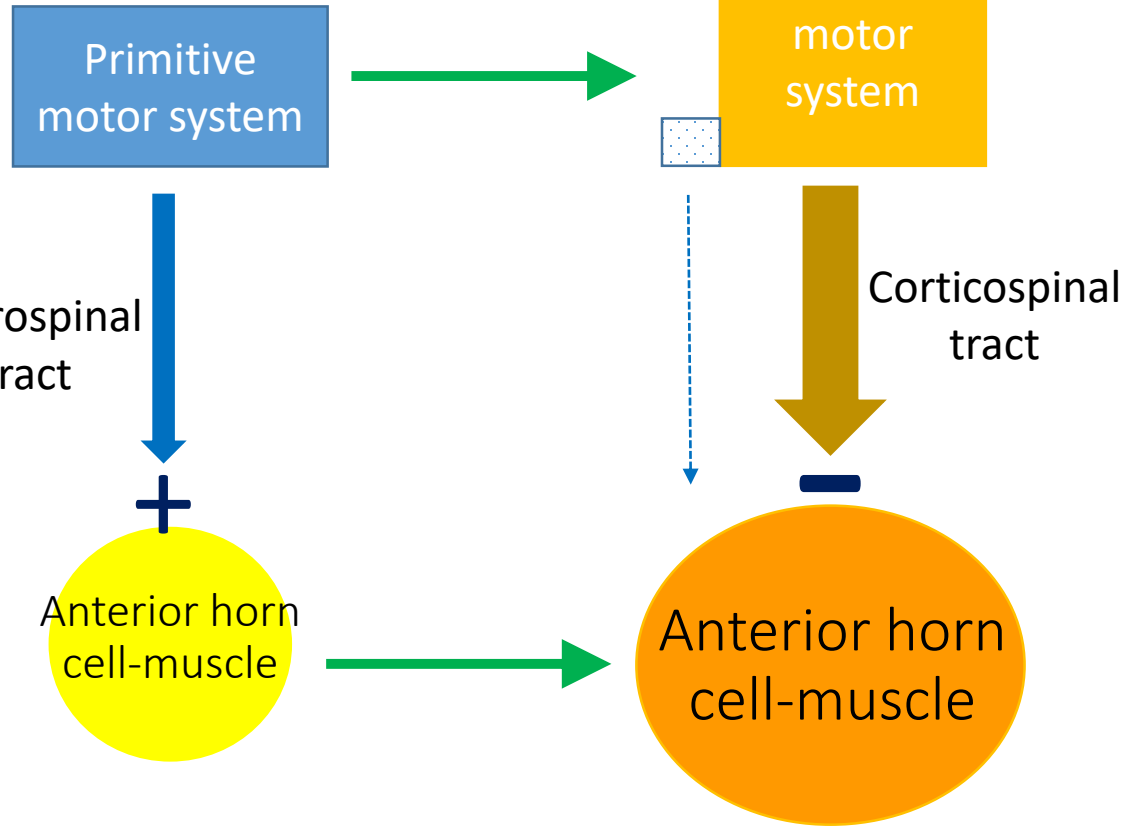 Primitive
motor system
motor
system
rospinal
ract
Corticospinal
tract
+
Anterior horn
cell-muscle
Anterior horn
cell-muscle